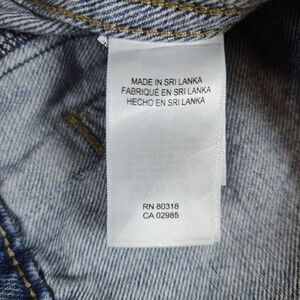 MADE IN SRI LANKA
FABRIQUÉ EN SRI LANKA
HECHO EN SRI LANKA
RN 80318
CA 02985